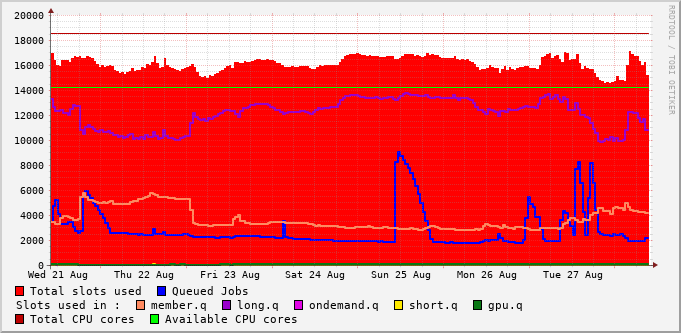 20000
18000
16000
14000
12000
10000
8000
6000
4000
2000
0
Wed 21 Aug Thu 22 Aug Fri 23 Aug Sat 24 Aug Sun 25 Aug Mon 26 Aug Tue 27 Aug
Total slots used Queued Jobs
Slots used in : member.q long.q ondemand.q short.q gpu.q
Total CPU cores Available CPU cores
RRDTOOL / TOBI OETIKER